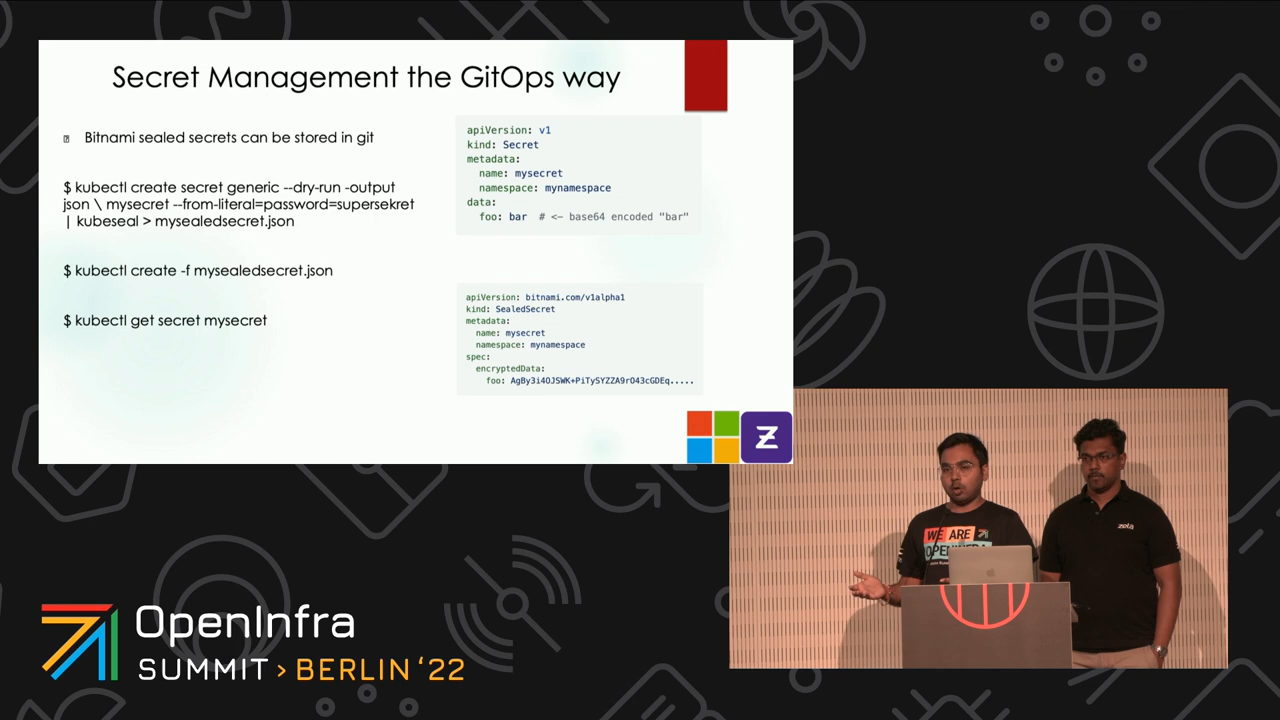 Secret Management the GitOps way
Bitnami sealed secrets can be stored in git
$ kubectl create secret generic --dry-run -output
json \ mysecret --from-literal=password=supersekret
| kubeseal > mysealedsecret.json
$ kubectl create -f mysealedsecret.json
$ kubectl get secret mysecret
apiVersion: v1
kind: Secret
metadata:
  name: mysecret
  namespace: mynamespace
data:
  foo: bar  # <- base64 encoded "bar"
apiVersion: bitnami.com/v1alpha1
kind: SealedSecret
metadata:
  name: mysecret
  namespace: mynamespace
spec:
  encryptedData:
    foo: AgBy3i4OJSWK+PiTySYZZA9rO43cGDEq.....
WE ARE
OPENINFRA
zeta
OpenInfra
SUMMIT > BERLIN '22